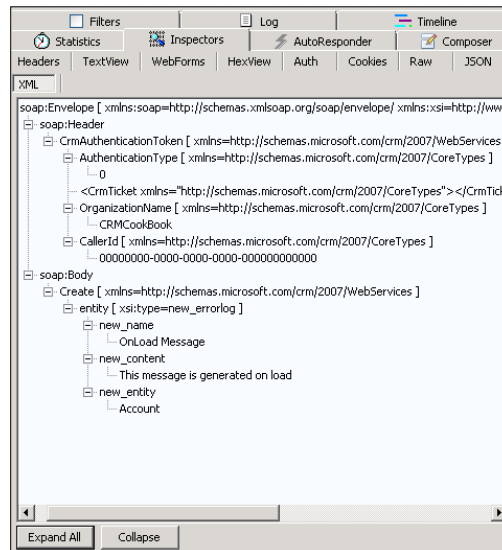 Filters Log Timeline
Statistics Inspectors AutoResponder Composer
Headers TextView WebForms HexView Auth Cookies Raw JSON
XML
soap:Envelope [ xmlns:soap=http://schemas.xmlsoap.org/soap/envelope/ xmlns:xsi=http://ww
soap:Header
CrmAuthenticationToken [ xmlns=http://schemas.microsoft.com/crm/2007/WebServices
AuthenticationType [ xmlns=http://schemas.microsoft.com/crm/2007/CoreTypes ]
0
<CrmTicket xmlns="http://schemas.microsoft.com/crm/2007/CoreTypes"></CrmTick
OrganizationName [ xmlns=http://schemas.microsoft.com/crm/2007/CoreTypes ]
CRMCookBook
CallerId [ xmlns=http://schemas.microsoft.com/crm/2007/CoreTypes ]
00000000-0000-0000-0000-000000000000
soap:Body
Create [ xmlns=http://schemas.microsoft.com/crm/2007/WebServices ]
entity [ xsi:type=new_errorlog ]
new_name
OnLoad Message
new_content
This message is generated on load
new_entity
Account
Expand All Collapse